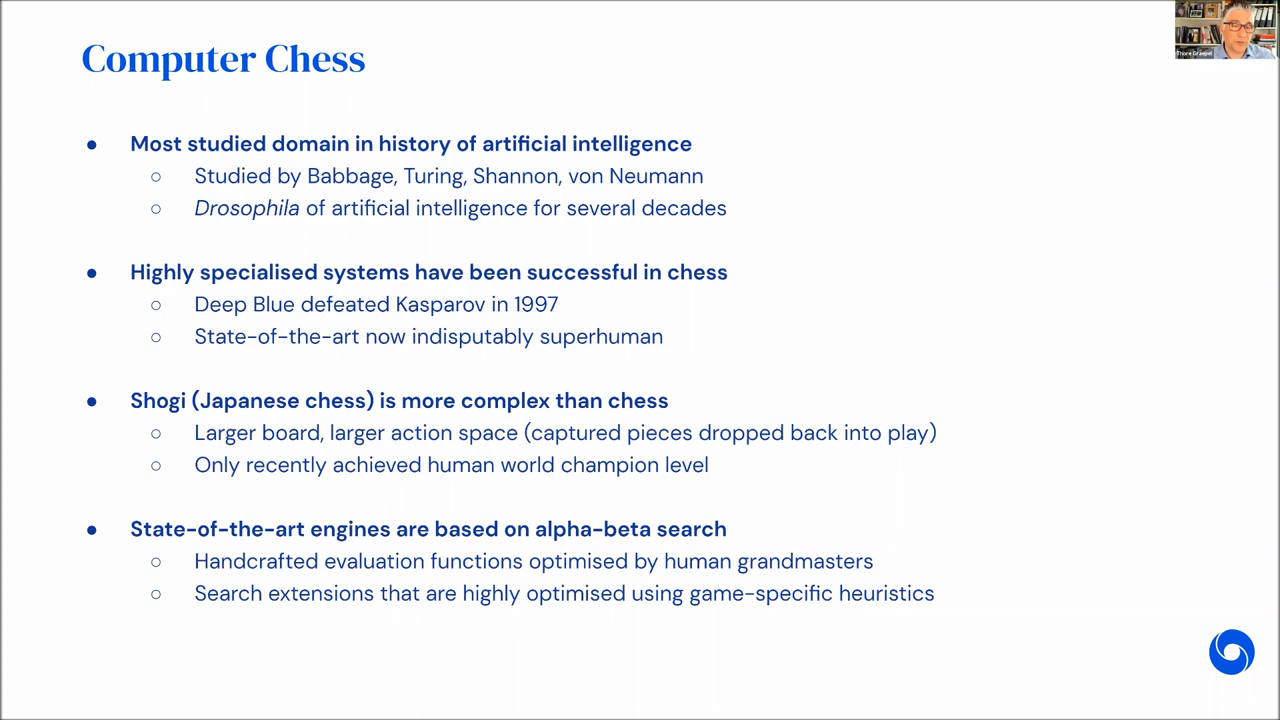 Thore Graepel
Computer Chess
● Most studied domain in history of artificial intelligence
○ Studied by Babbage, Turing, Shannon, von Neumann
○ Drosophila of artificial intelligence for several decades
● Highly specialised systems have been successful in chess
○ Deep Blue defeated Kasparov in 1997
○ State-of-the-art now indisputably superhuman
● Shogi (Japanese chess) is more complex than chess
○ Larger board, larger action space (captured pieces dropped back into play)
○ Only recently achieved human world champion level
● State-of-the-art engines are based on alpha-beta search
○ Handcrafted evaluation functions optimised by human grandmasters
○ Search extensions that are highly optimised using game-specific heuristics